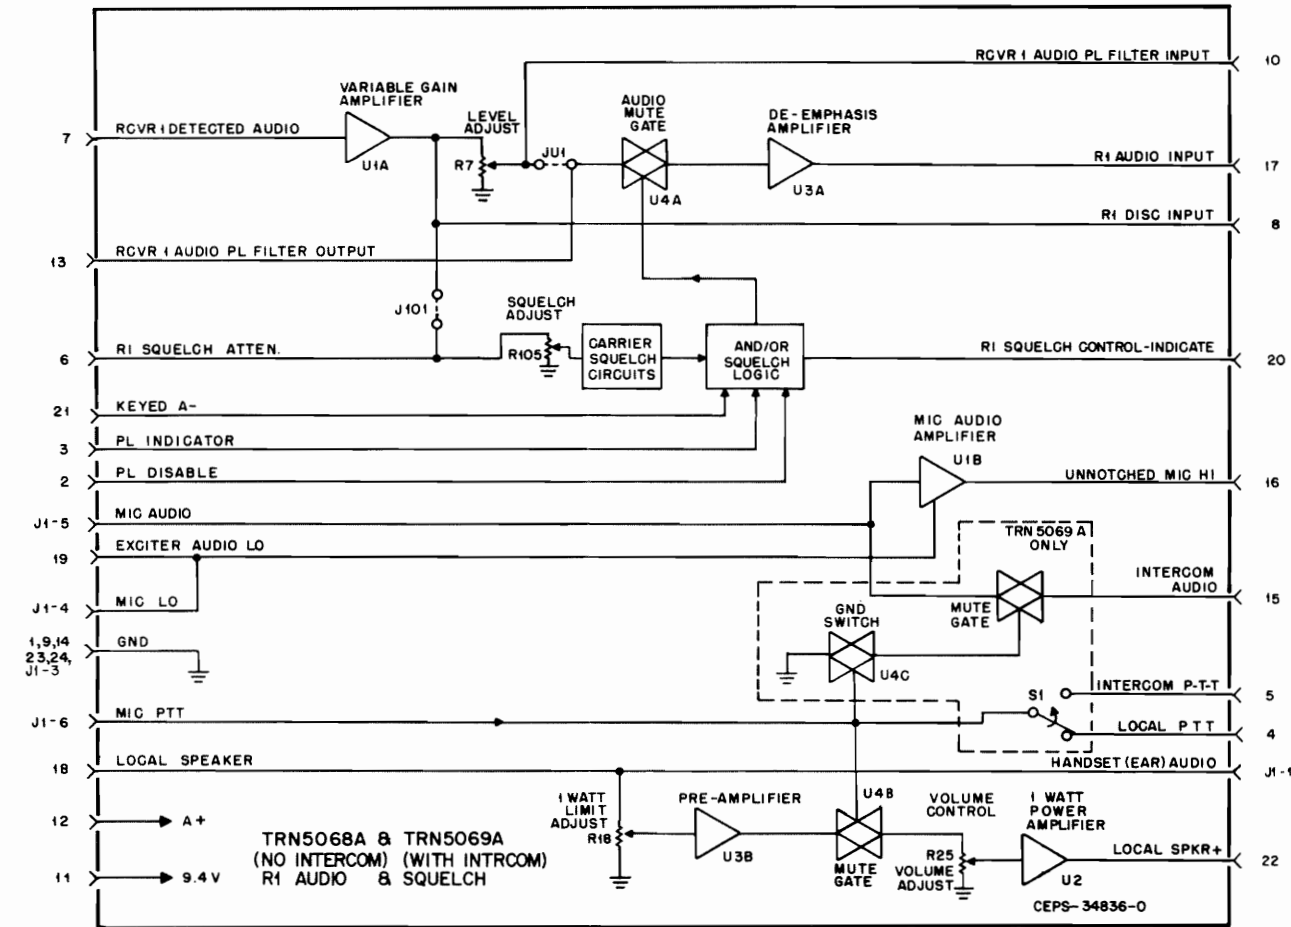 RCVR 1 AUDIO PL FILTER INPUT
10
VARIABLE GAIN
AMPLIFIER
LEVEL
ADJUST
AUDIO
MUTE
GATE
DE-EMPHASIS
AMPLIFIER
7
RCVR 1 DETECTED AUDIO
U1A
R7
JU1
U4A
U3A
R1 AUDIO INPUT
17
R1 DISC INPUT
8
13
RCVR 1 AUDIO PL FILTER OUTPUT
J101
SQUELCH
ADJUST
6
R1 SQUELCH ATTEN.
R105
CARRIER
SQUELCH
CIRCUITS
AND/OR
SQUELCH
LOGIC
R1 SQUELCH CONTROL-INDICATE
20
21
KEYED A-
3
PL INDICATOR
2
PL DISABLE
MIC AUDIO
AMPLIFIER
U1B
UNNOTCHED MIC HI
16
J1-5
MIC AUDIO
19
EXCITER AUDIO LO
TRN5069A
ONLY
J1-4
MIC LO
INTERCOM
AUDIO
15
MUTE
GATE
GND
SWITCH
U4C
1,9,14
23,24,
J1-3
GND
S1
INTERCOM P-T-T
5
J1-6
MIC PTT
LOCAL PTT
4
18
LOCAL SPEAKER
HANDSET (EAR) AUDIO
J1-1
1 WATT
LIMIT
ADJUST
R18
PRE-AMPLIFIER
U3B
U4B
MUTE
GATE
VOLUME
CONTROL
R25
VOLUME
ADJUST
1 WATT
POWER
AMPLIFIER
U2
LOCAL SPKR+
22
12
A+
11
9.4V
TRN5068A & TRN5069A
(NO INTERCOM) (WITH INTRCOM)
R1 AUDIO & SQUELCH
CEPS-34836-O